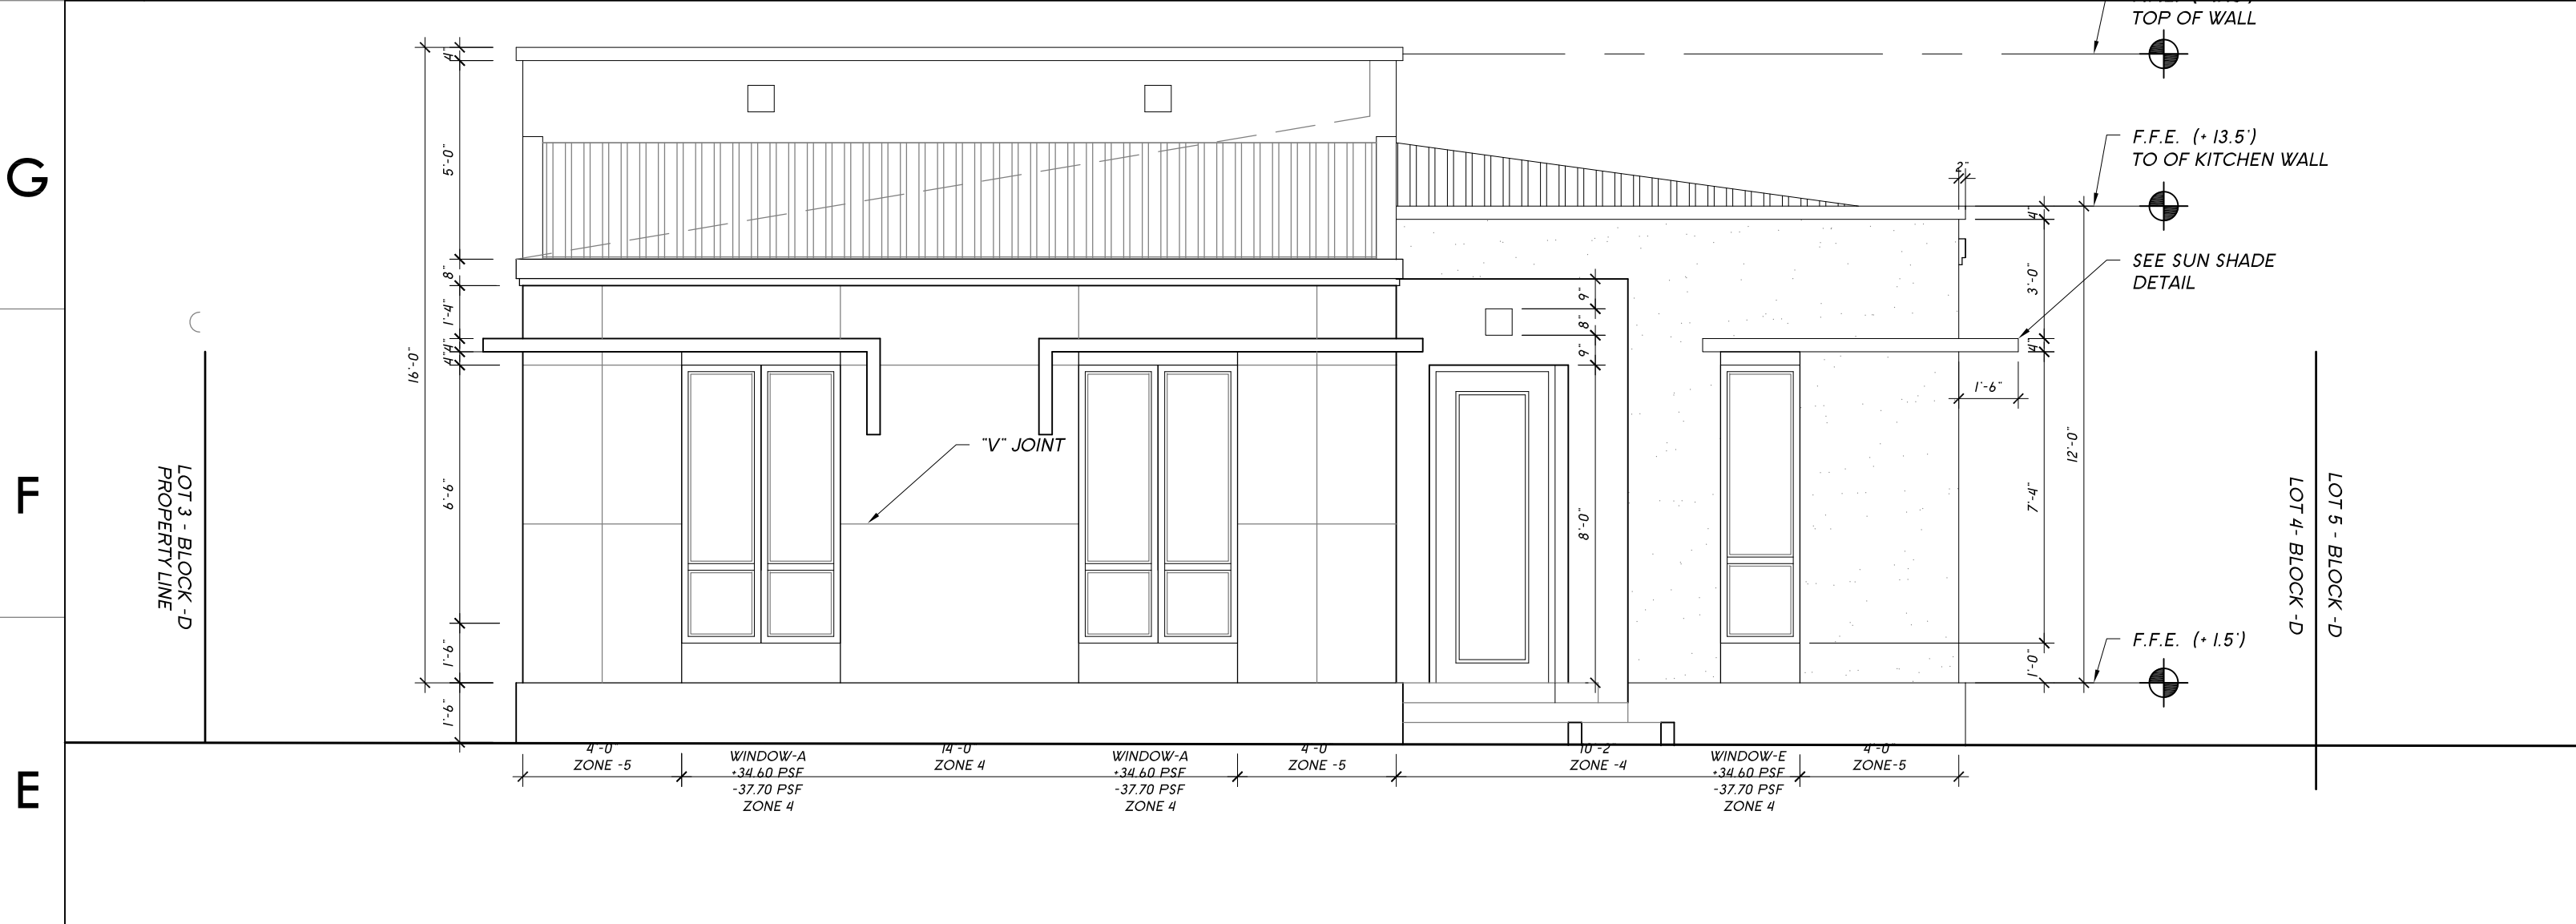 TOP OF WALL
G
F
E
4"
5'-0"
8"
1'-4"
4"
4"
6'-6"
1'-6"
1'-6"
16'-0"
F.F.E. (+ 13.5')
TO OF KITCHEN WALL
2"
4"
3'-0"
SEE SUN SHADE
DETAIL
4"
1'-6"
7'-4"
12'-0"
1'-0"
F.F.E. (+ 1.5')
9"
8"
9"
8'-0"
"V" JOINT
LOT 3 - BLOCK -D
PROPERTY LINE
LOT 5 - BLOCK -D
LOT 4- BLOCK -D
4'-0"
ZONE -5
WINDOW-A
+34.60 PSF
-37.70 PSF
ZONE 4
14'-0
ZONE 4
WINDOW-A
+34.60 PSF
-37.70 PSF
ZONE 4
4'-0
ZONE -5
10'-2"
ZONE -4
WINDOW-E
+34.60 PSF
-37.70 PSF
ZONE 4
4'-0"
ZONE-5